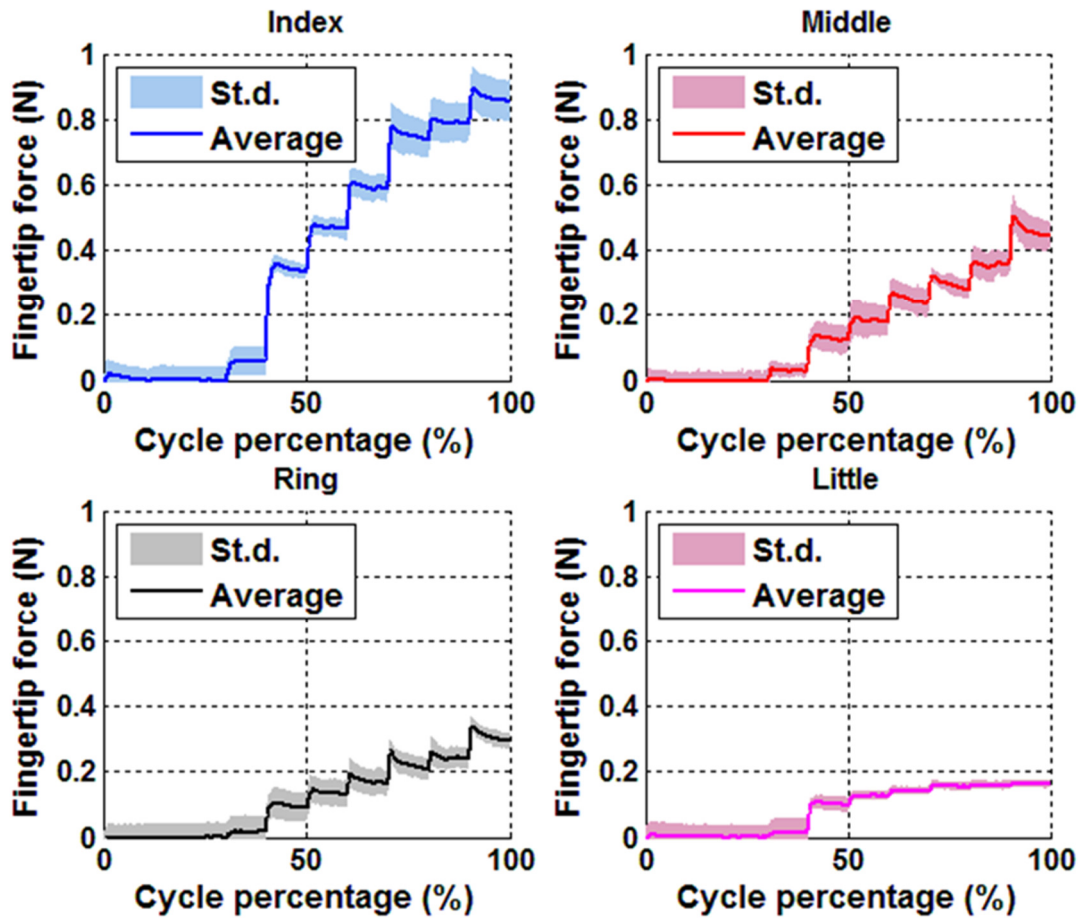 Index
1
0.8
0.6
0.4
0.2
0
0
50
100
Fingertip force (N)
Cycle percentage (%)
St.d.
Average
Middle
1
0.8
0.6
0.4
0.2
0
0
50
100
Fingertip force (N)
Cycle percentage (%)
St.d.
Average
Ring
1
0.8
0.6
0.4
0.2
0
0
50
100
Fingertip force (N)
Cycle percentage (%)
St.d.
Average
Little
1
0.8
0.6
0.4
0.2
0
0
50
100
Fingertip force (N)
Cycle percentage (%)
St.d.
Average